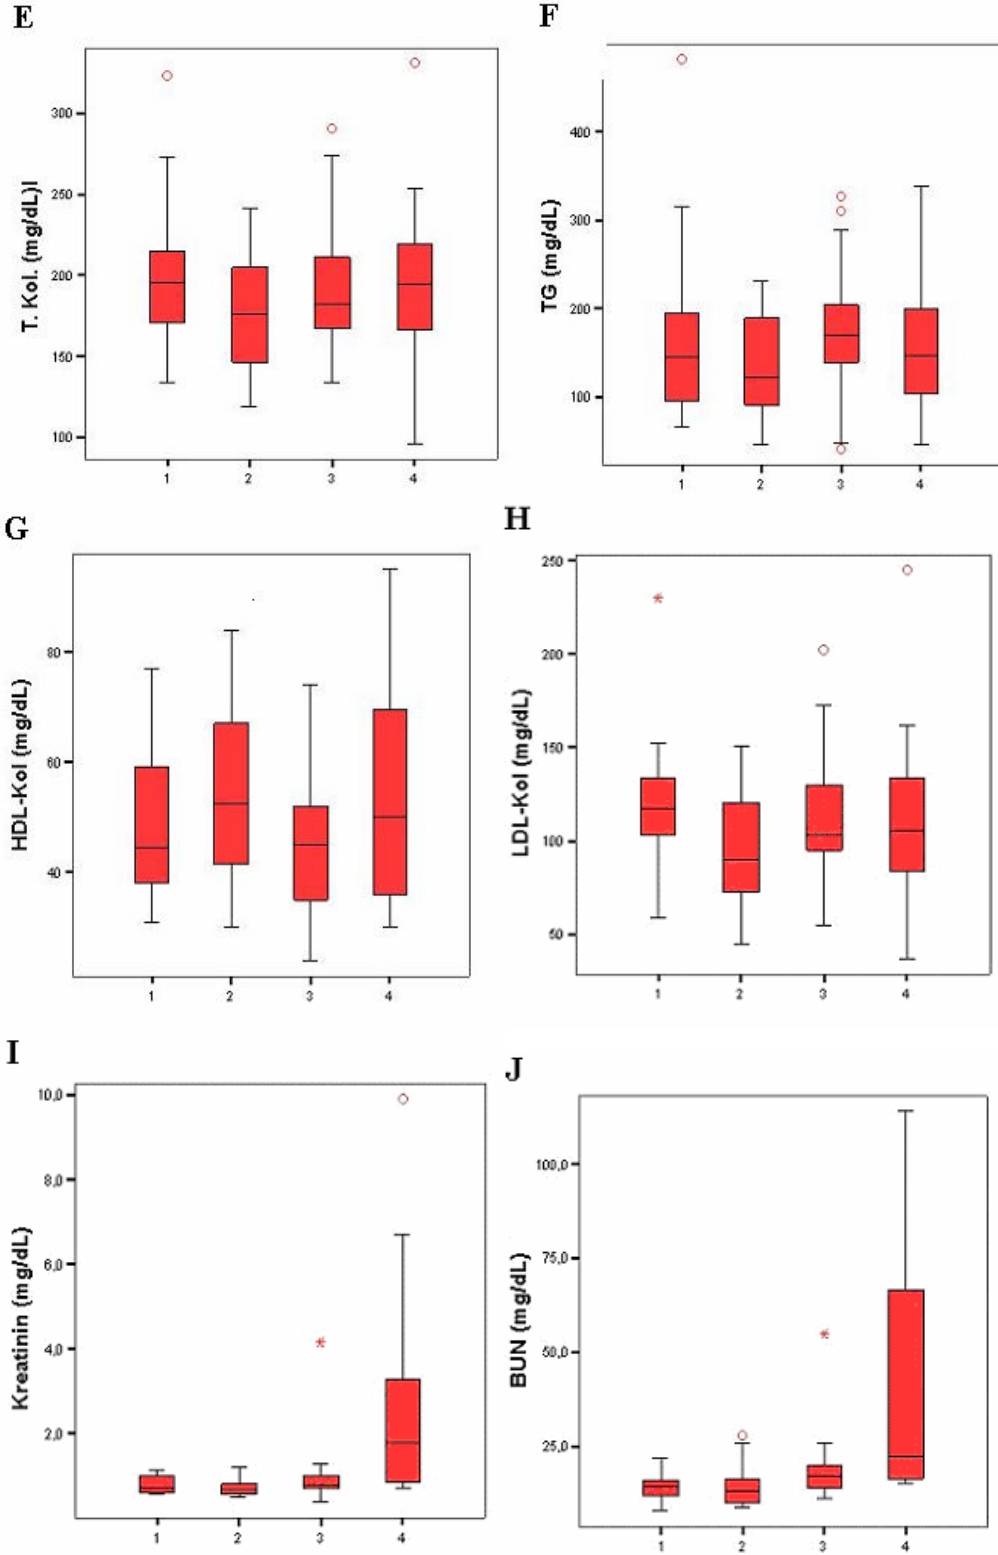 E
T. Kol. (mg/dL)l
300
250
200
150
100
1 2 3 4
F
TG (mg/dL)
400
300
200
100
1 2 3 4
G
HDL-Kol (mg/dL)
80
60
40
1 2 3 4
H
LDL-Kol (mg/dL)
250
200
150
100
50
1 2 3 4
I
Kreatinin (mg/dL)
10,0
8,0
6,0
4,0
2,0
1 2 3 4
J
BUN (mg/dL)
100,0
75,0
50,0
25,0
1 2 3 4